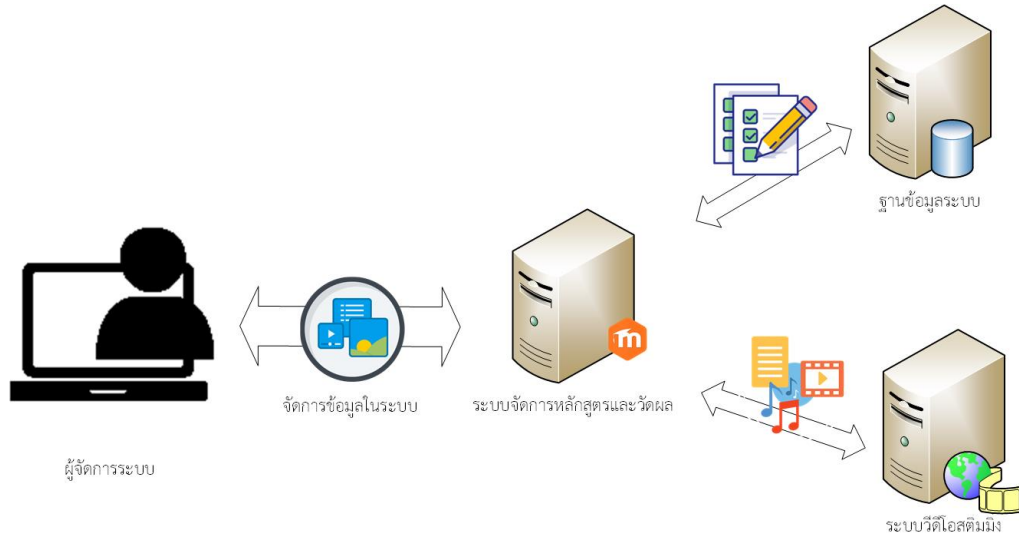 ฐานข้อมูลระบบ
จัดการข้อมูลในระบบ
ระบบจัดการหลักสูตรและวัดผล
ผู้จัดการระบบ
ระบบวีดีโอสติมมิง